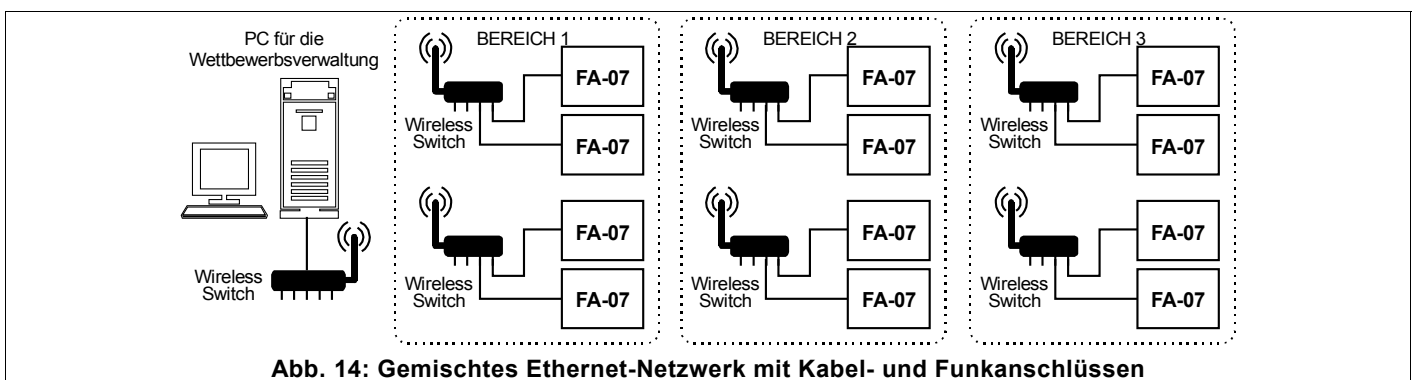 PC für die
Wettbewerbsverwaltung
Wireless
Switch
BEREICH 1
FA-07
Wireless
Switch
FA-07
FA-07
Wireless
Switch
FA-07
BEREICH 2
FA-07
Wireless
Switch
FA-07
FA-07
Wireless
Switch
FA-07
BEREICH 3
FA-07
Wireless
Switch
FA-07
FA-07
Wireless
Switch
FA-07
Abb. 14: Gemischtes Ethernet-Netzwerk mit Kabel- und Funkanschlüssen